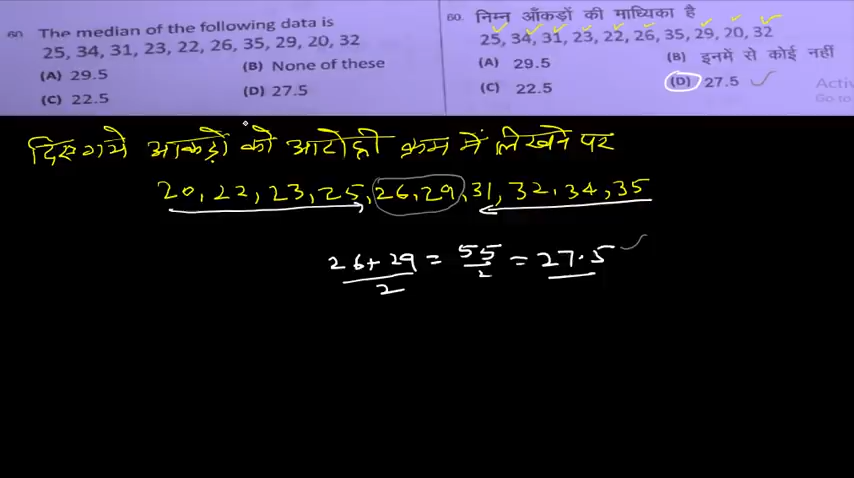 60. The median of the following data is
25, 34, 31, 23, 22, 26, 35, 29, 20, 32
(A) 29.5 (B) None of these
(C) 22.5 (D) 27.5
60. निम्न आँकड़ों की माध्यिका है
25, 34, 31, 23, 22, 26, 35, 29, 20, 32
(A) 29.5 (B) इनमें से कोई नहीं
(C) 22.5 (D) 27.5
Activ
Go to
दिए गये आकड़ों को आरोही क्रम में लिखने पर
20, 22, 23, 25, 26, 29, 31, 32, 34, 35
26+29/2 = 55/2 = 27.5